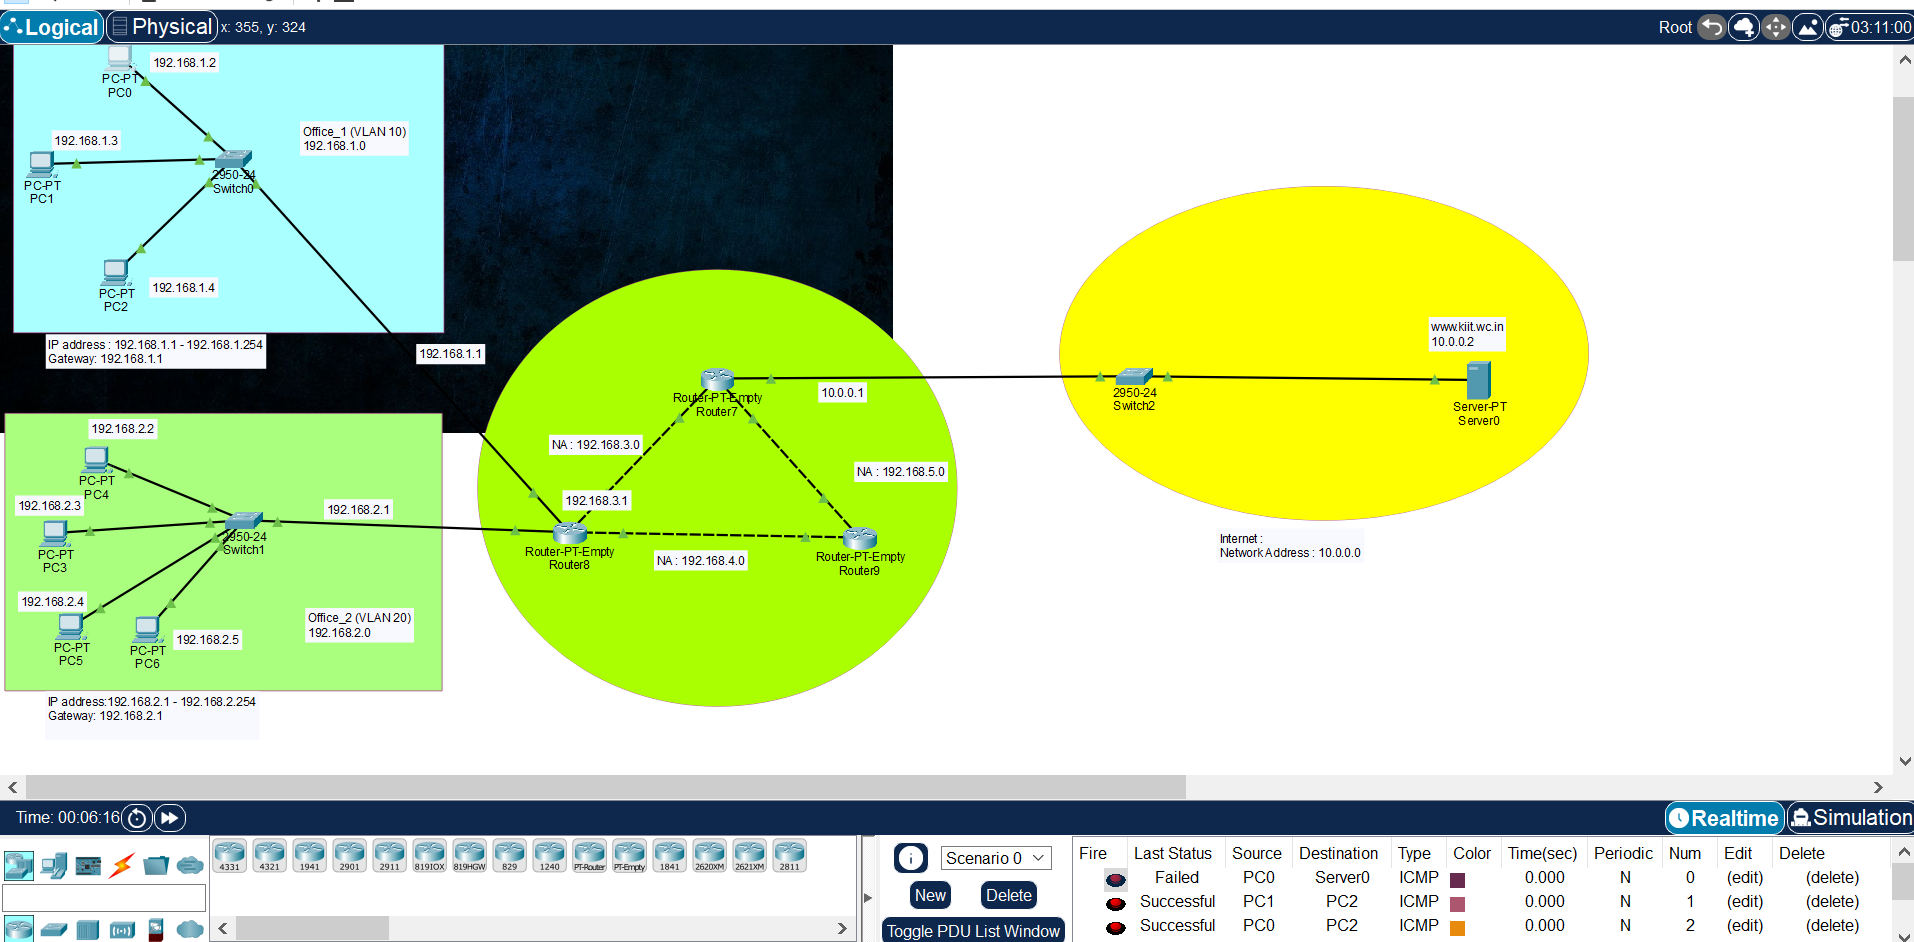 Logical
Physical
x: 355, y: 324
Root
03:11:00
192.168.1.2
PC-PT
PC0
192.168.1.3
PC-PT
PC1
Office_1 (VLAN 10)
192.168.1.0
2950-24
Switch0
192.168.1.4
PC-PT
PC2
IP address : 192.168.1.1 - 192.168.1.254
Gateway: 192.168.1.1
192.168.1.1
192.168.2.2
PC-PT
PC4
192.168.2.3
PC-PT
PC3
192.168.2.1
2950-24
Switch1
192.168.2.4
PC-PT
PC5
192.168.2.5
PC-PT
PC6
Office_2 (VLAN 20)
192.168.2.0
IP address:192.168.2.1 - 192.168.2.254
Gateway: 192.168.2.1
Router-PT-Empty
Router7
10.0.0.1
NA : 192.168.3.0
NA : 192.168.5.0
192.168.3.1
Router-PT-Empty
Router8
NA : 192.168.4.0
Router-PT-Empty
Router9
2950-24
Switch2
www.kiit.wc.in
10.0.0.2
Server-PT
Server0
Internet :
Network Address : 10.0.0.0
Time: 00:06:16
Realtime
Simulation
4331
4321
1941
2901
2911
819IOX
819HGW
829
1240
PT-Router
PT-Empty
1841
2620XM
2621XM
2811
Scenario 0
New
Delete
Toggle PDU List Window
Fire Last Status Source Destination Type Color Time(sec) Periodic Num Edit Delete
Failed PC0 Server0 ICMP 0.000 N 0 (edit) (delete)
Successful PC1 PC2 ICMP 0.000 N 1 (edit) (delete)
Successful PC0 PC2 ICMP 0.000 N 2 (edit) (delete)